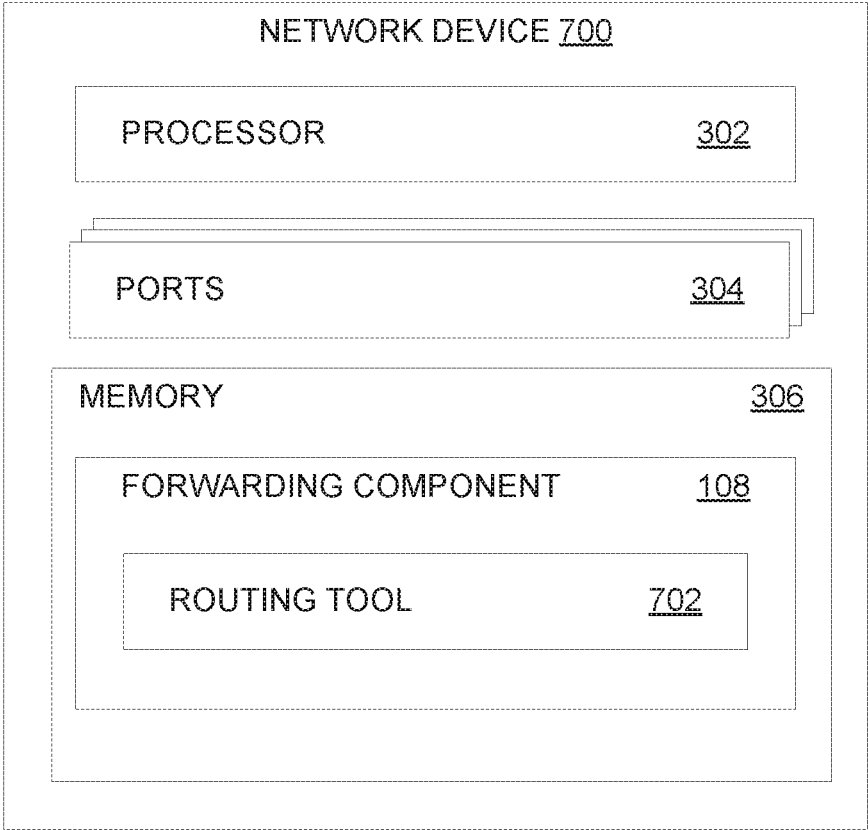 NETWORK DEVICE 700
PROCESSOR 302
PORTS 304
MEMORY 306
FORWARDING COMPONENT 108
ROUTING TOOL 702